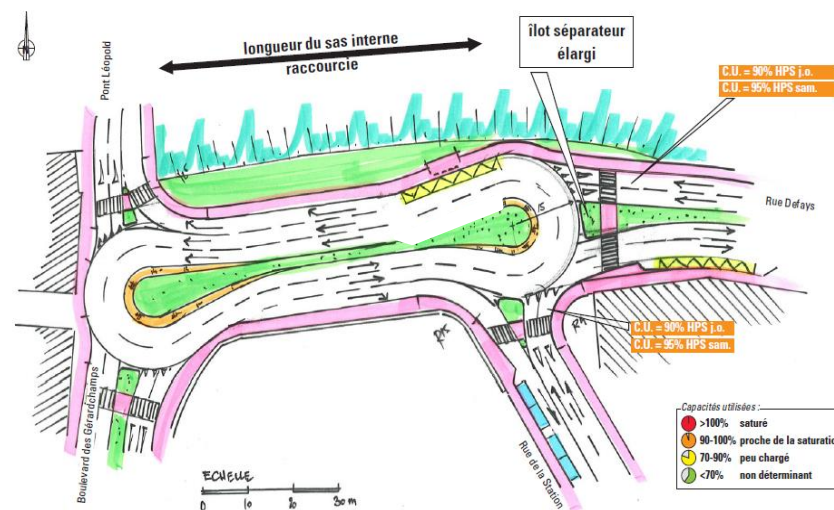 N
longueur du sas interne
raccourcie
îlot séparateur
élargi
C.U. = 90% HPS j.o.
C.U. = 95% HPS sam.
Pont Léopold
Rue Defays
15
C.U. = 90% HPS j.o.
C.U. = 95% HPS sam.
Boulevard des Gérardchamps
Rue de la Station
ECHELLE
0 10 20 30 m
Capacités utilisées :
>100% saturé
90-100% proche de la saturation
70-90% peu chargé
<70% non déterminant